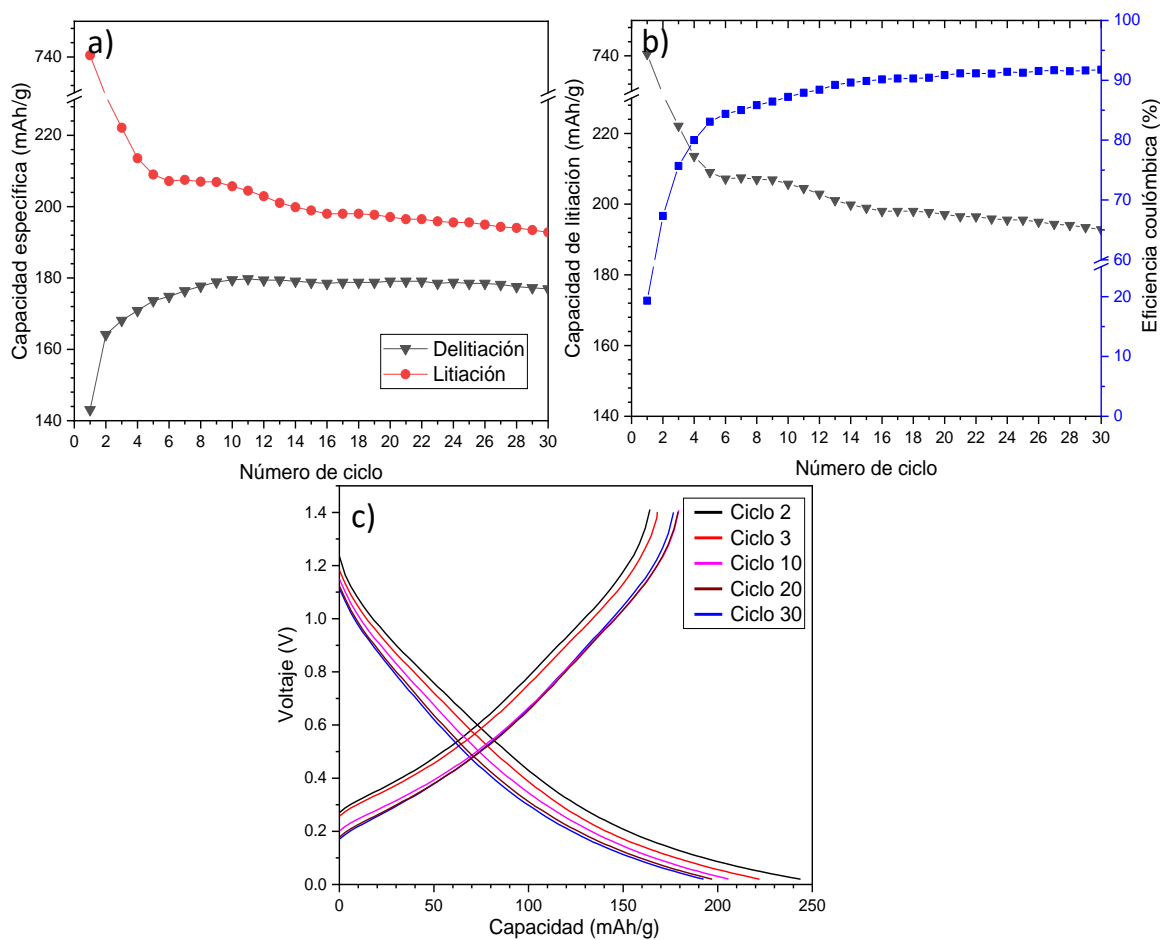 a)
Capacidad específica (mAh/g)
740
220
200
180
160
140
Delitiación
Litiación
0 2 4 6 8 10 12 14 16 18 20 22 24 26 28 30
Número de ciclo
b)
Capacidad de litiación (mAh/g)
740
220
200
180
160
140
100
90
80
70
60
20
10
0
Eficiencia coulómbica (%)
0 2 4 6 8 10 12 14 16 18 20 22 24 26 28 30
Número de ciclo
c)
Voltaje (V)
1.4
1.2
1.0
0.8
0.6
0.4
0.2
0.0
Ciclo 2
Ciclo 3
Ciclo 10
Ciclo 20
Ciclo 30
0 50 100 150 200 250
Capacidad (mAh/g)